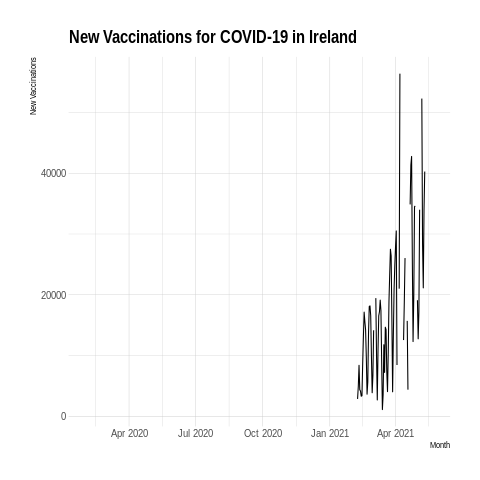 New Vaccinations for COVID-19 in Ireland
New Vaccinations
40000
20000
0
Apr 2020 Jul 2020 Oct 2020 Jan 2021 Apr 2021
Month